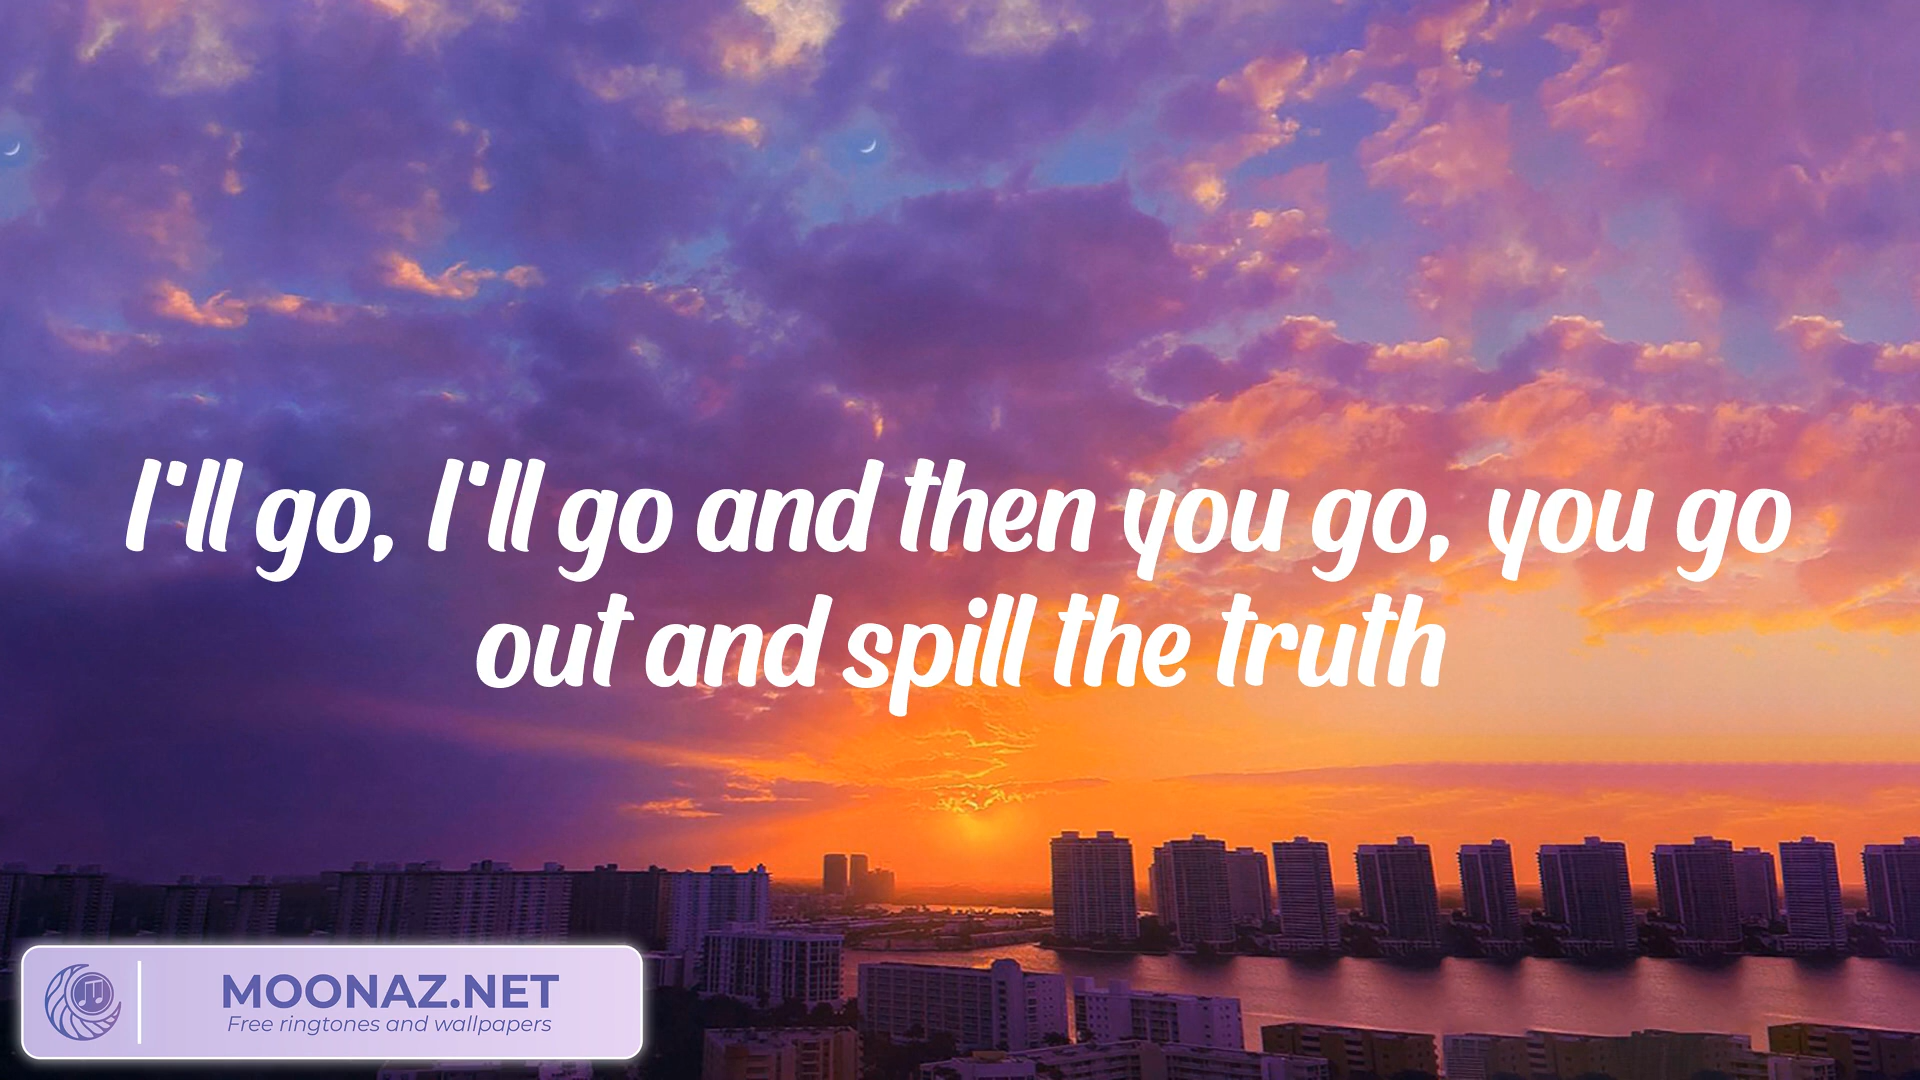 I'll go, I'll go and then you go, you go
out and spill the truth
MOONAZ.NET
Free ringtones and wallpapers